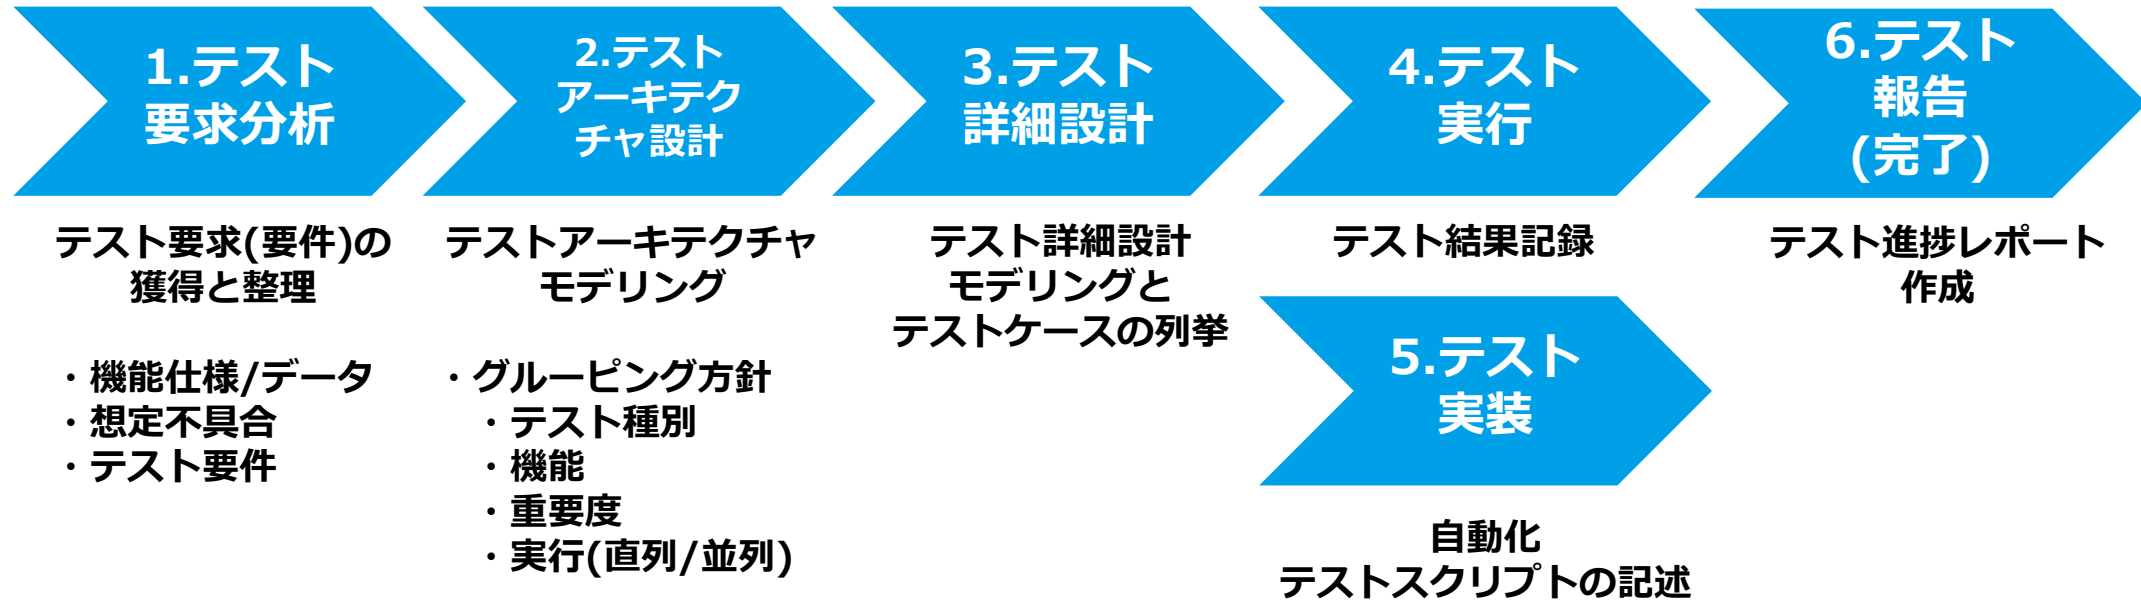 1.テスト
要求分析
テスト要求(要件)の
獲得と整理
・機能仕様/データ
・想定不具合
・テスト要件
2.テスト
アーキテク
チャ設計
テストアーキテクチャ
モデリング
・グルーピング方針
・テスト種別
・機能
・重要度
・実行(直列/並列)
3.テスト
詳細設計
テスト詳細設計
モデリングと
テストケースの列挙
4.テスト
実行
テスト結果記録
5.テスト
実装
自動化
テストスクリプトの記述
6.テスト
報告
(完了)
テスト進捗レポート
作成